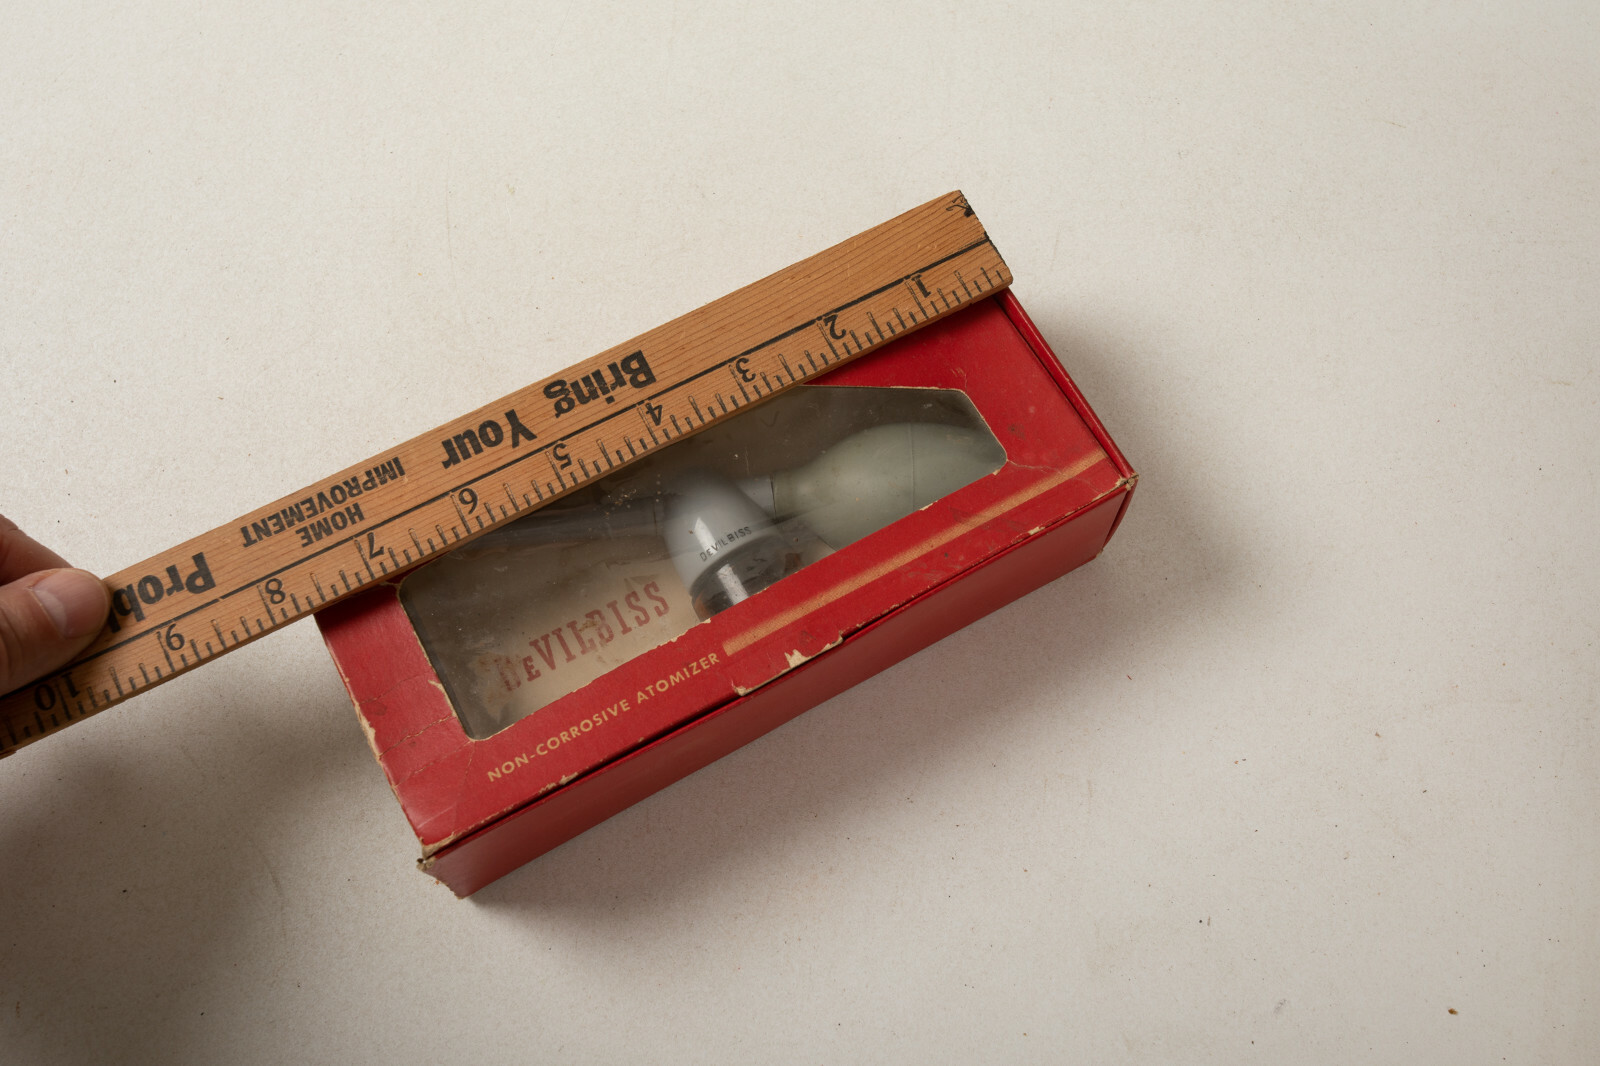 Bring Your
HOME
IMPROVEMENT
1 2 3 4 5 6 7 8 9 10
DEVILBISS
DeVILBISS
NON-CORROSIVE ATOMIZER